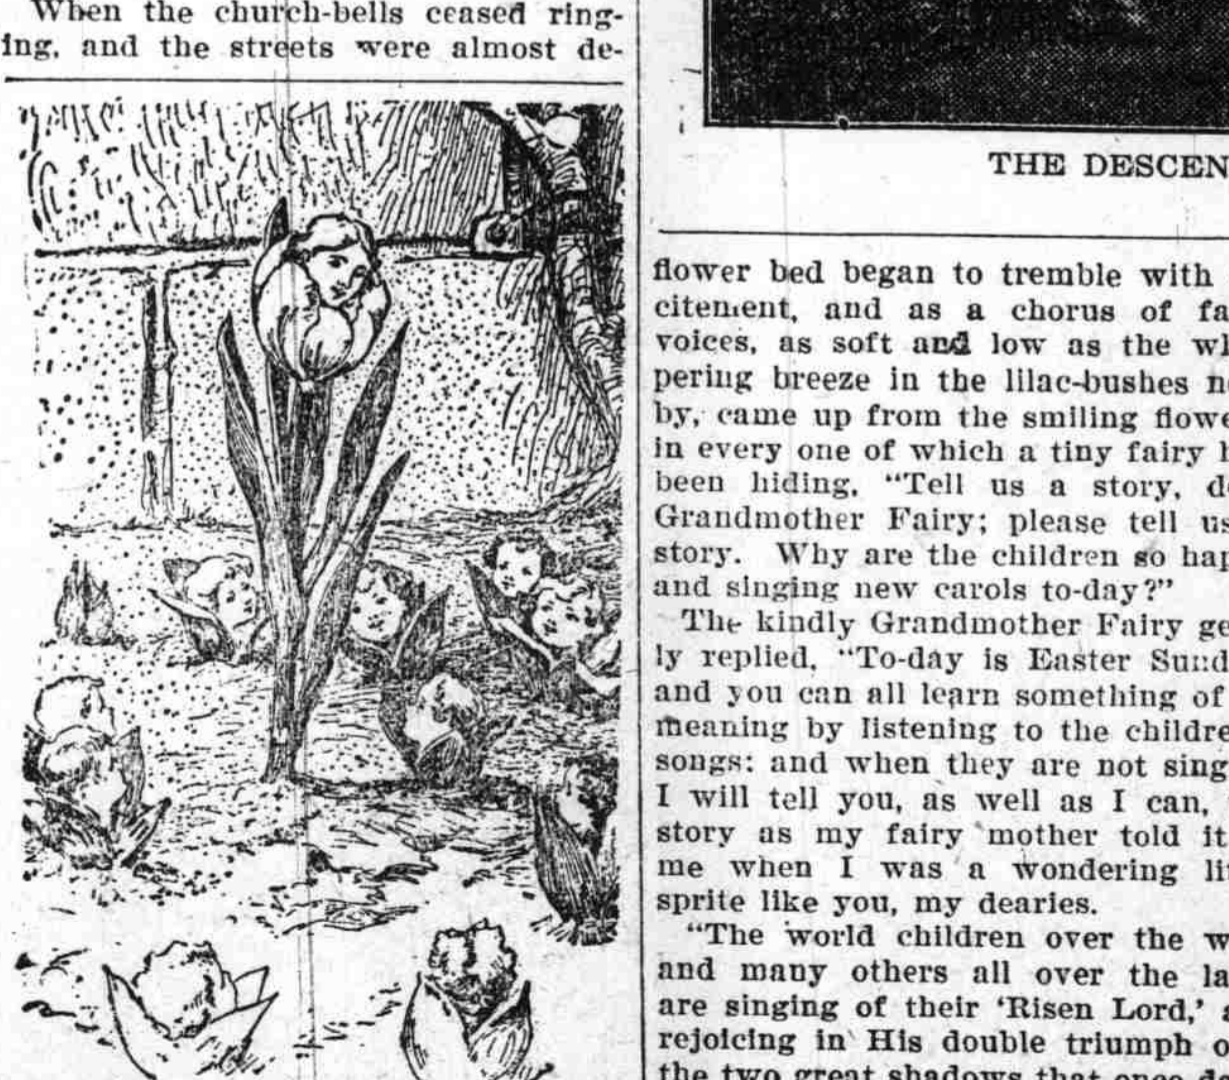 When the church-bells ceased ring-
ing, and the streets were almost de-
THE DESCEN
flower bed began to tremble with
citement, and as a chorus of fa
voices, as soft and low as the wh
pering breeze in the lilac-bushes ne
by, came up from the smiling flowe
in every one of which a tiny fairy h
been hiding, "Tell us a story, de
Grandmother Fairy; please tell us
story. Why are the children so hap
and singing new carols to-day?"
The kindly Grandmother Fairy ge
ly replied, "To-day is Easter Sund
and you can all learn something of
meaning by listening to the childre
songs: and when they are not sing
I will tell you, as well as I can,
story as my fairy mother told it
me when I was a wondering lit
sprite like you, my dearies.
"The world children over the w
and many others all over the la
are singing of their 'Risen Lord,' a
rejoicing in His double triumph o
the two great shadows that once d